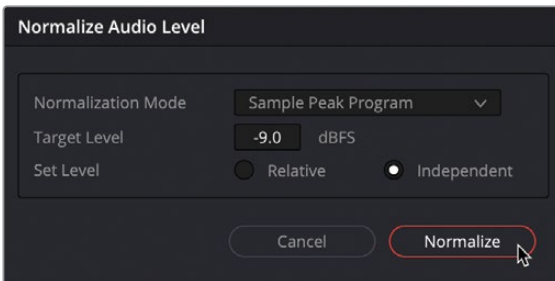 Normalize Audio Level
Normalization Mode Sample Peak Program
Target Level -9.0 dBFS
Set Level Relative Independent
Cancel Normalize